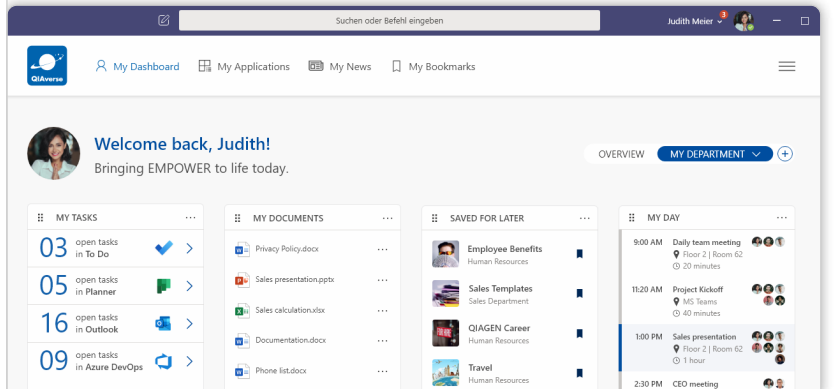 Suchen oder Befehl eingeben
Judith Meier
3
QIAverse
My Dashboard
My Applications
My News
My Bookmarks
Welcome back, Judith!
Bringing EMPOWER to life today.
OVERVIEW
MY DEPARTMENT
MY TASKS
03 open tasks
in To Do
05 open tasks
in Planner
16 open tasks
in Outlook
09 open tasks
in Azure DevOps
MY DOCUMENTS
Privacy Policy.docx
Sales presentation.pptx
Sales calculation.xlsx
Documentation.docx
Phone list.docx
SAVED FOR LATER
Employee Benefits
Human Resources
Sales Templates
Sales Department
QIAGEN Career
Human Resources
Travel
Human Resources
MY DAY
9:00 AM Daily team meeting
Floor 2 | Room 62
20 minutes
11:20 AM Project Kickoff
MS Teams
40 minutes
1:00 PM Sales presentation
Floor 2 | Room 62
1 hour
2:30 PM CEO meeting